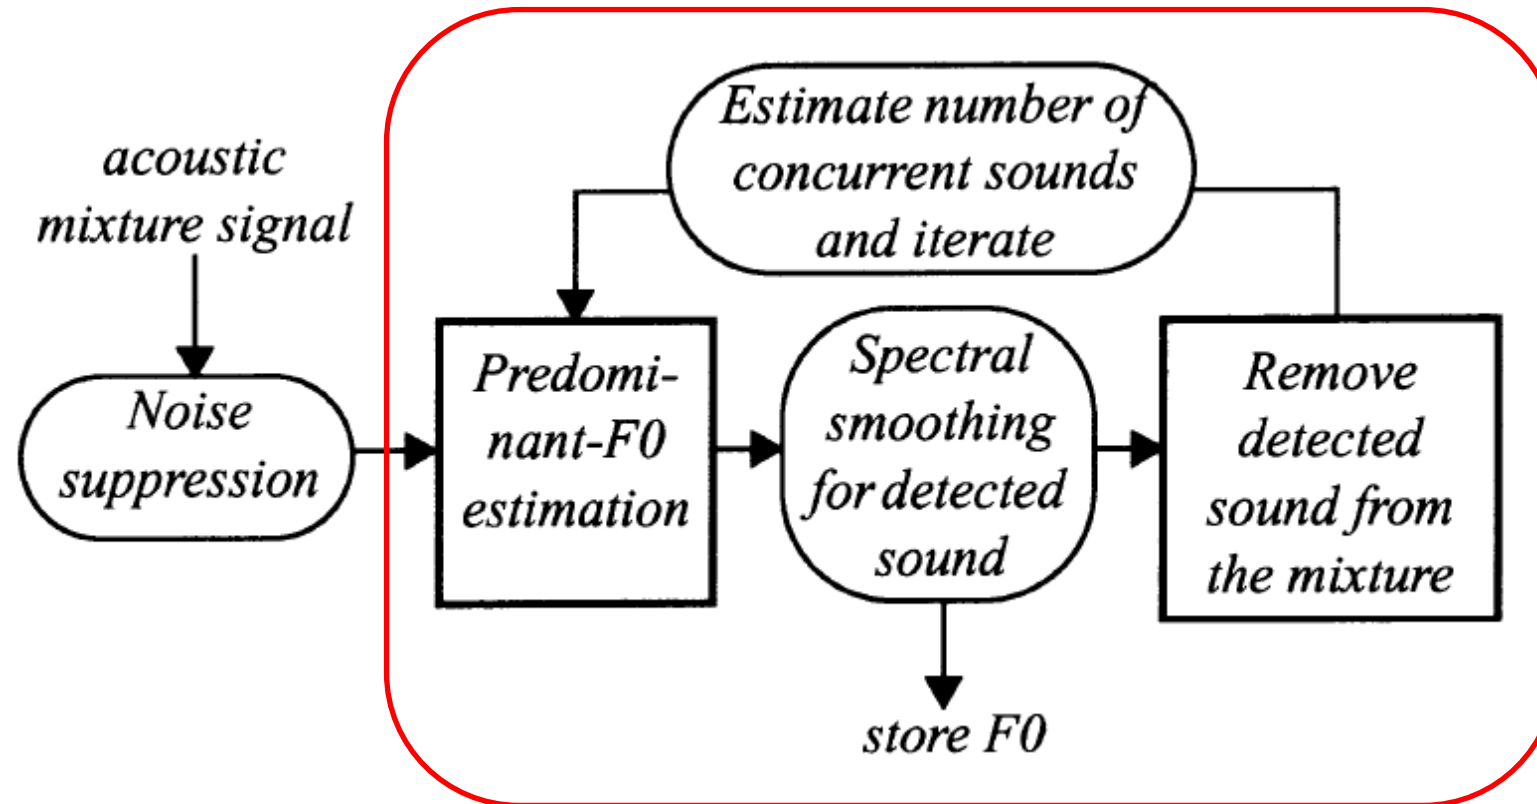 acoustic
mixture signal
Noise
suppression
Estimate number of
concurrent sounds
and iterate
Predomi-
nant-F0
estimation
Spectral
smoothing
for detected
sound
Remove
detected
sound from
the mixture
store F0